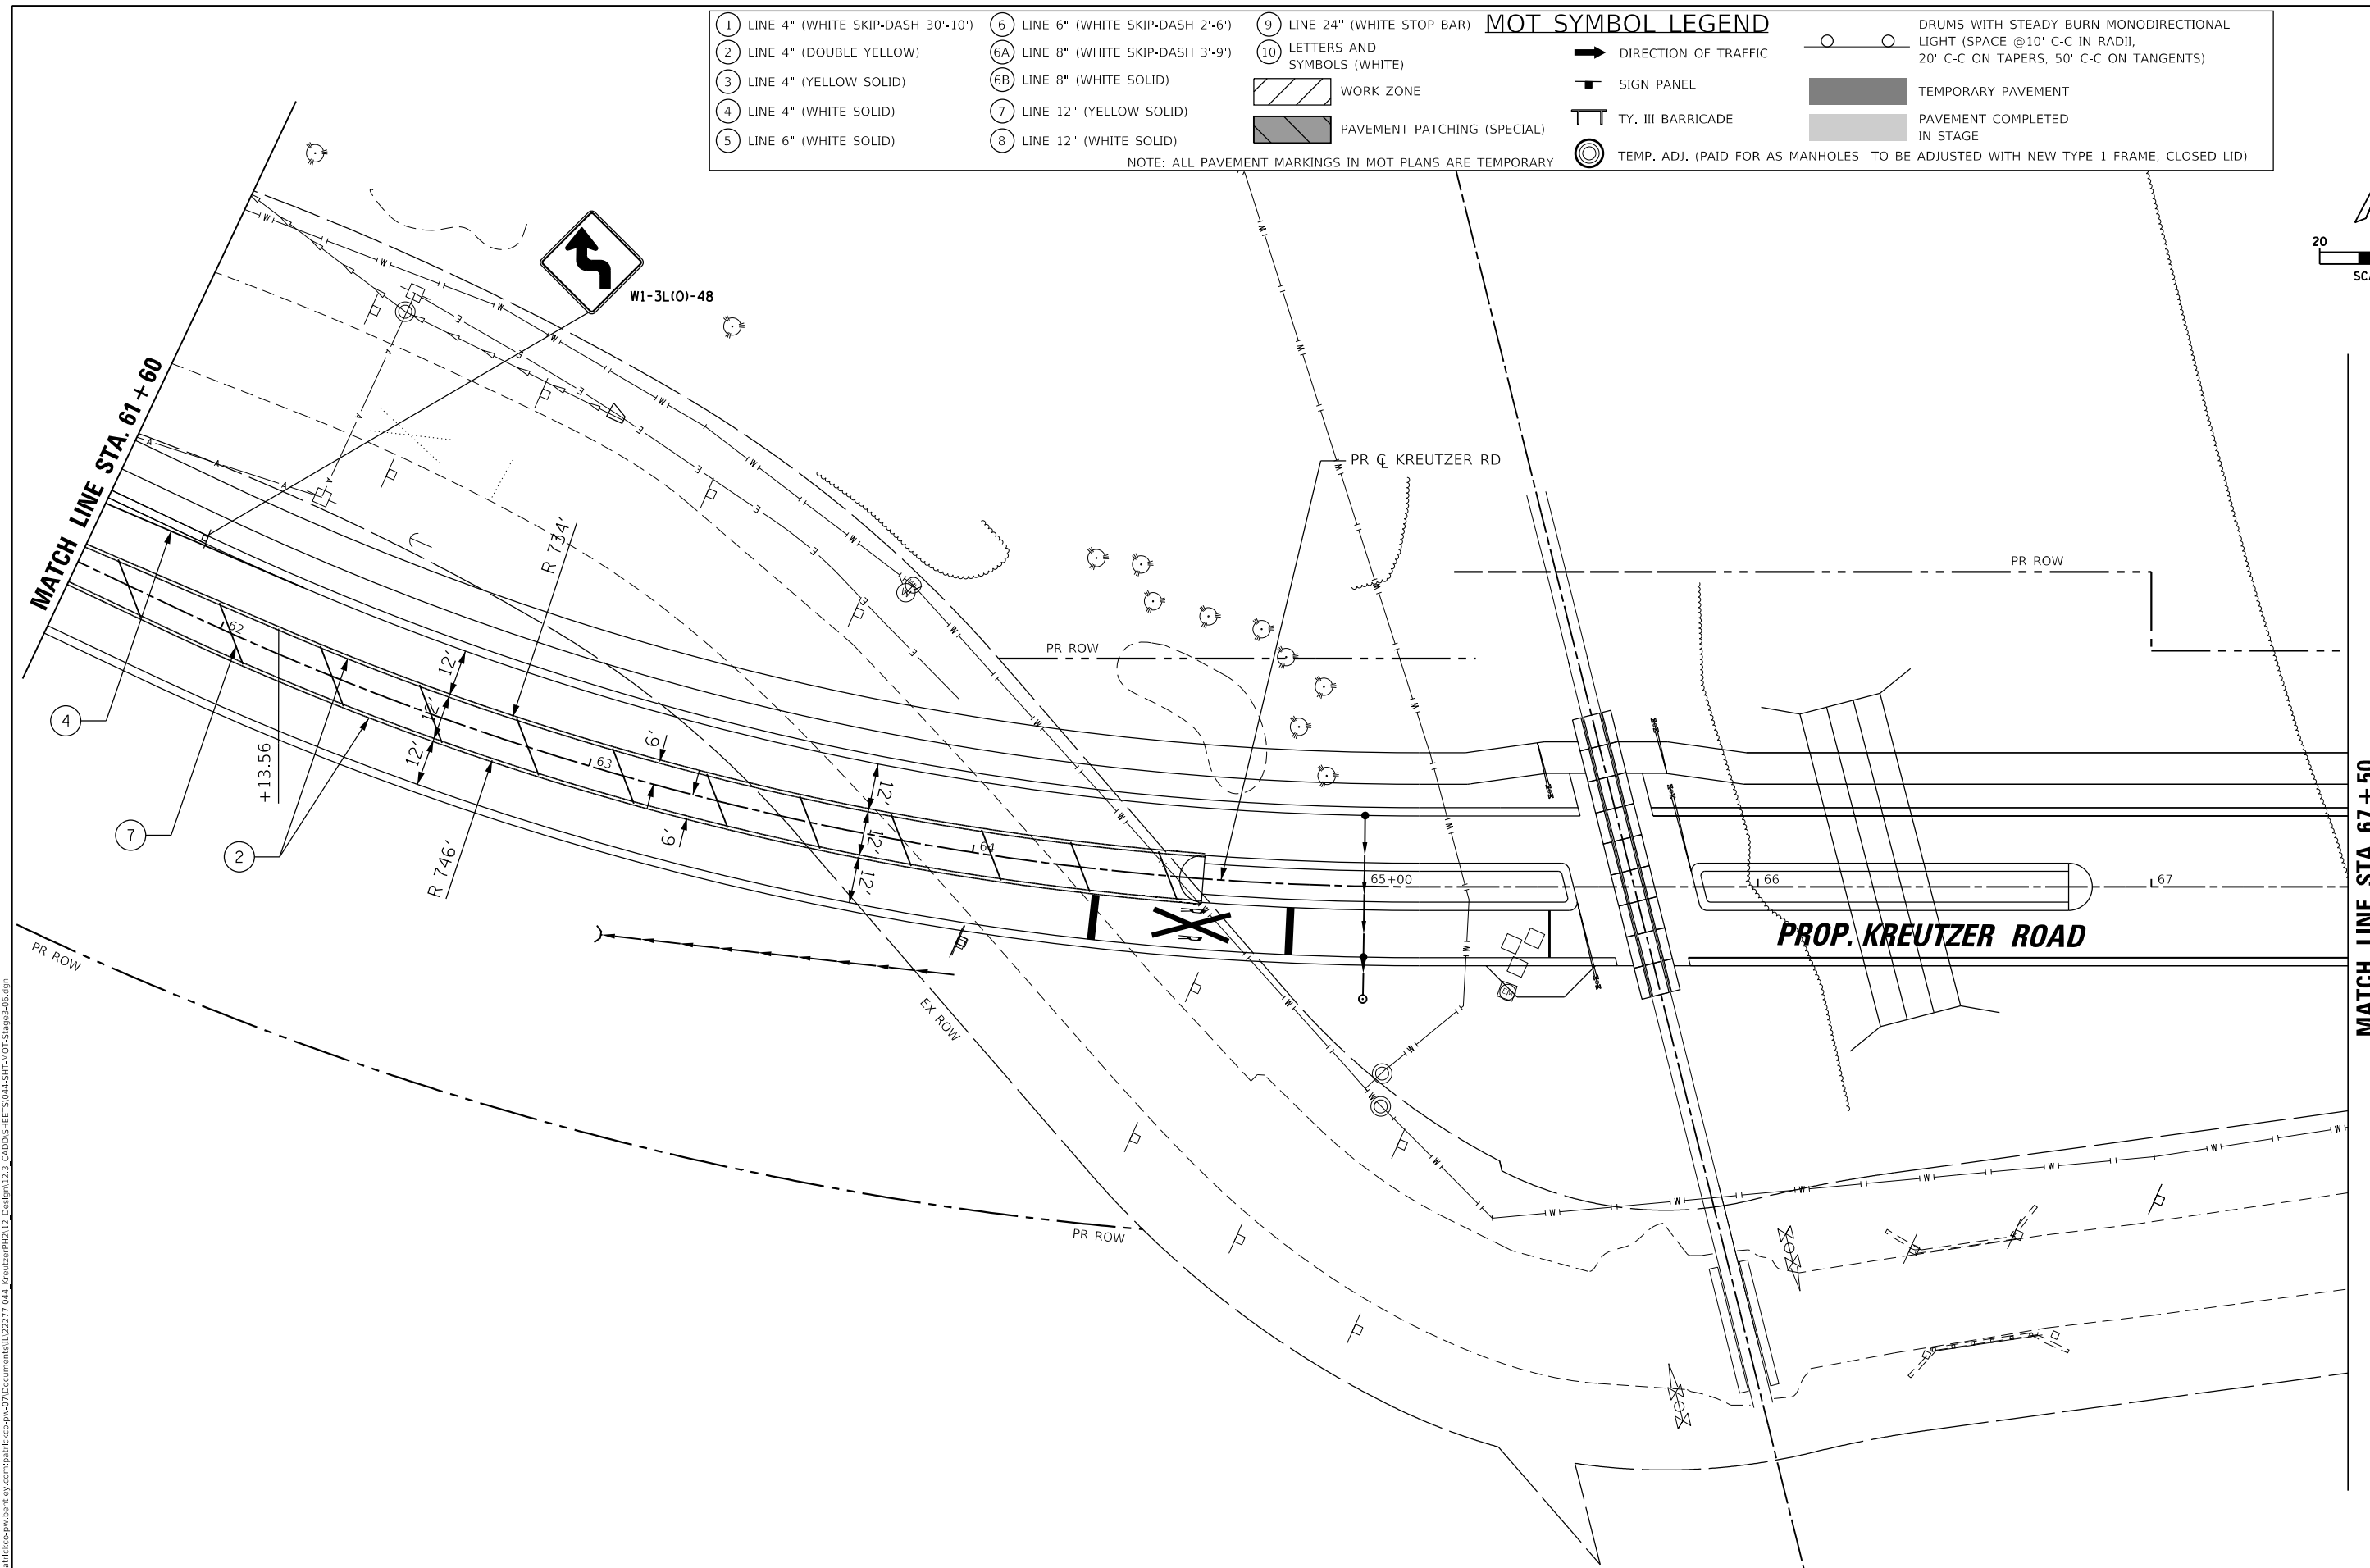 MOT SYMBOL LEGEND
1 LINE 4" (WHITE SKIP-DASH 30'-10')
2 LINE 4" (DOUBLE YELLOW)
3 LINE 4" (YELLOW SOLID)
4 LINE 4" (WHITE SOLID)
5 LINE 6" (WHITE SOLID)
6 LINE 6" (WHITE SKIP-DASH 2'-6')
6A LINE 8" (WHITE SKIP-DASH 3'-9')
6B LINE 8" (WHITE SOLID)
7 LINE 12" (YELLOW SOLID)
8 LINE 12" (WHITE SOLID)
9 LINE 24" (WHITE STOP BAR)
10 LETTERS AND
SYMBOLS (WHITE)
WORK ZONE
PAVEMENT PATCHING (SPECIAL)
NOTE: ALL PAVEMENT MARKINGS IN MOT PLANS ARE TEMPORARY
DIRECTION OF TRAFFIC
SIGN PANEL
TY. III BARRICADE
TEMP. ADJ. (PAID FOR AS MANHOLES TO BE ADJUSTED WITH NEW TYPE 1 FRAME, CLOSED LID)
DRUMS WITH STEADY BURN MONODIRECTIONAL
LIGHT (SPACE @10' C-C IN RADII,
20' C-C ON TAPERS, 50' C-C ON TANGENTS)
TEMPORARY PAVEMENT
PAVEMENT COMPLETED
IN STAGE
20
W1-3L(O)-48
MATCH LINE STA. 61+60
PR ℄ KREUTZER RD
PR ROW
PR ROW
R 734'
62
12'
12'
12'
4
+13.56
63
6'
6'
7
2
R 746'
12'
12'
12'
64
65+00
66
67
R
R
PROP. KREUTZER ROAD
MATCH LINE STA. 67+50
PR ROW
EX ROW
PR ROW